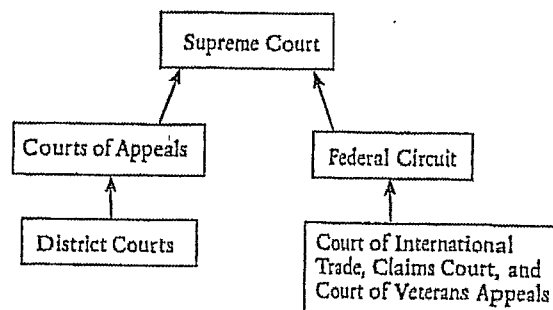 Supreme Court
Courts of Appeals
Federal Circuit
District Courts
Court of International
Trade, Claims Court, and
Court of Veterans Appeals